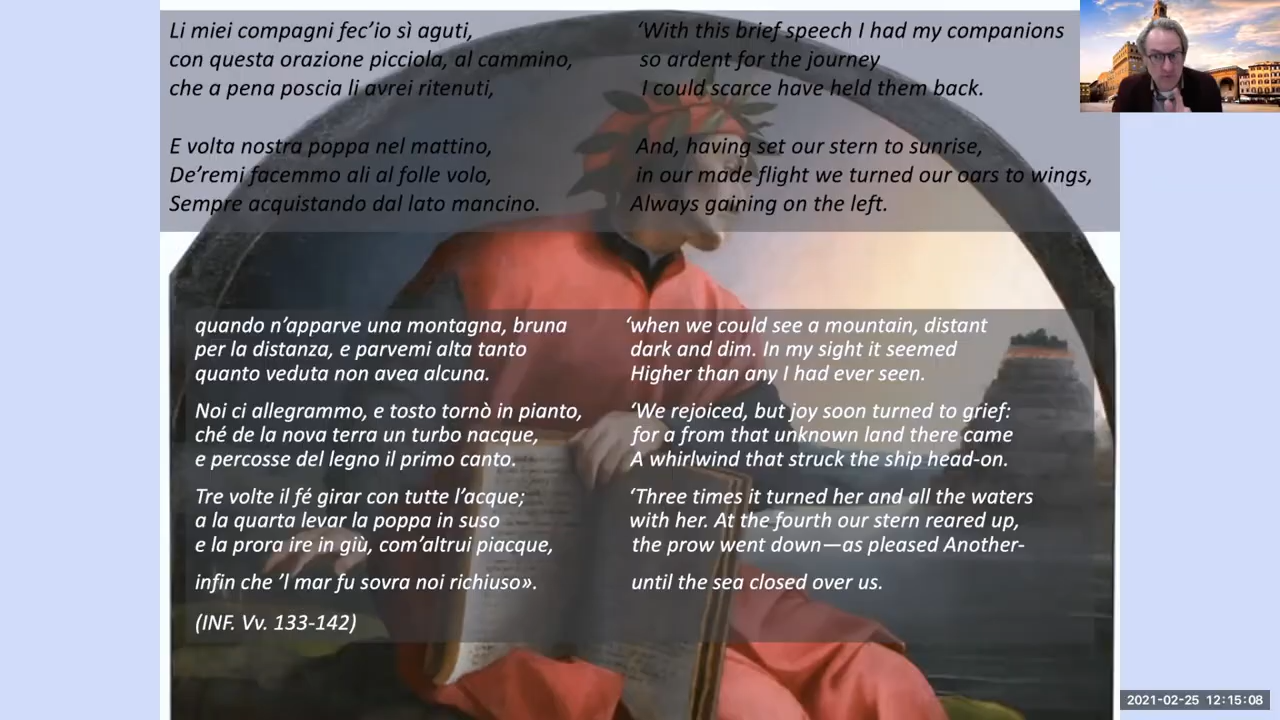 Li miei compagni fec’io sì aguti,
con questa orazione picciola, al cammino,
che a pena poscia li avrei ritenuti,
E volta nostra poppa nel mattino,
De’remi facemmo ali al folle volo,
Sempre acquistando dal lato mancino.
‘With this brief speech I had my companions
so ardent for the journey
I could scarce have held them back.
And, having set our stern to sunrise,
in our made flight we turned our oars to wings,
Always gaining on the left.
quando n’apparve una montagna, bruna
per la distanza, e parvemi alta tanto
quanto veduta non avea alcuna.
Noi ci allegrammo, e tosto tornò in pianto,
ché de la nova terra un turbo nacque,
e percosse del legno il primo canto.
Tre volte il fé girar con tutte l’acque;
a la quarta levar la poppa in suso
e la prora ire in giù, com’altrui piacque,
infin che ’l mar fu sovra noi richiuso».
(INF. Vv. 133-142)
‘when we could see a mountain, distant
dark and dim. In my sight it seemed
Higher than any I had ever seen.
‘We rejoiced, but joy soon turned to grief:
for a from that unknown land there came
A whirlwind that struck the ship head-on.
‘Three times it turned her and all the waters
with her. At the fourth our stern reared up,
the prow went down—as pleased Another-
until the sea closed over us.
2021-02-25 12:15:08